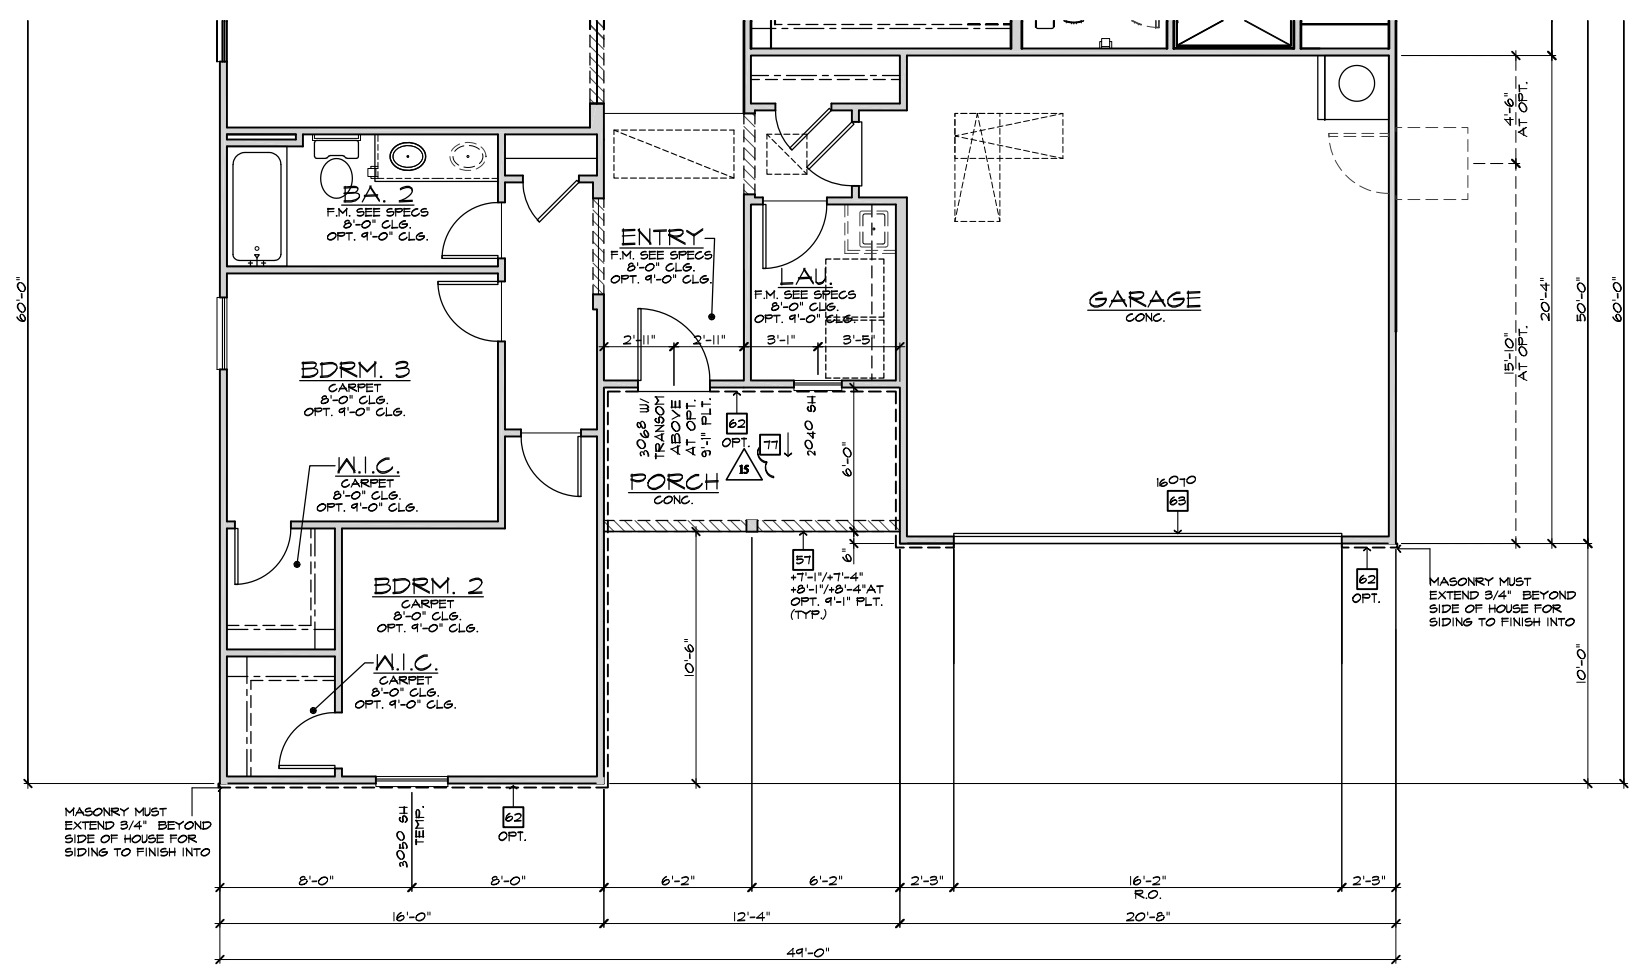 4'-6"
AT OPT.
BA. 2
F.M. SEE SPECS
8'-0" CLG.
OPT. 9'-0" CLG.
ENTRY
F.M. SEE SPECS
8'-0" CLG.
OPT. 9'-0" CLG.
LAU.
F.M. SEE SPECS
8'-0" CLG.
OPT. 9'-0" CLG.
GARAGE
CONC.
60'-0"
20'-4"
50'-0"
60'-0"
2'-11"
2'-11"
3'-1"
3'-5"
15'-10"
AT OPT.
BDRM. 3
CARPET
8'-0" CLG.
OPT. 9'-0" CLG.
3068 W/
TRANSOM
ABOVE
AT OPT.
9'-1" PLT.
62
OPT.
77
15
2040 SH
6'-0"
W.I.C.
CARPET
8'-0" CLG.
OPT. 9'-0" CLG.
PORCH
CONC.
16070
63
57
+7'-1"/+7'-4"
+8'-1"/+8'-4"AT
OPT. 9'-1" PLT.
(TYP.)
6"
62
OPT.
MASONRY MUST
EXTEND 3/4" BEYOND
SIDE OF HOUSE FOR
SIDING TO FINISH INTO
BDRM. 2
CARPET
8'-0" CLG.
OPT. 9'-0" CLG.
10'-6"
10'-0"
W.I.C.
CARPET
8'-0" CLG.
OPT. 9'-0" CLG.
MASONRY MUST
EXTEND 3/4" BEYOND
SIDE OF HOUSE FOR
SIDING TO FINISH INTO
3050 SH
TEMP.
62
OPT.
8'-0"
8'-0"
6'-2"
6'-2"
2'-3"
16'-2"
R.O.
2'-3"
16'-0"
12'-4"
20'-8"
49'-0"